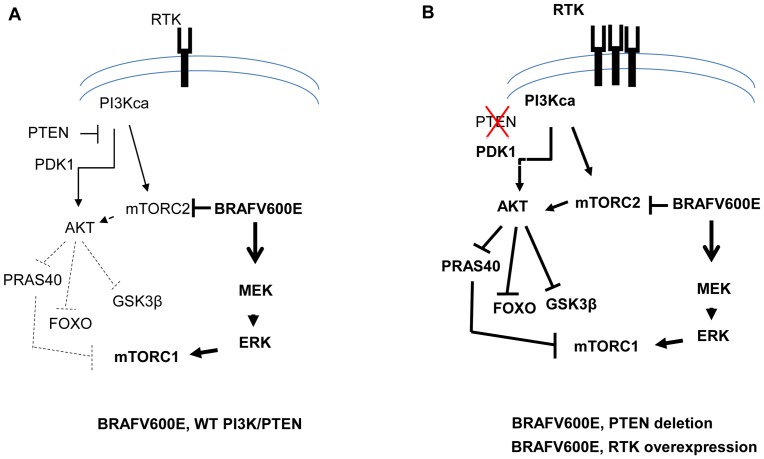 A
RTK
PI3Kca
PTEN
PDK1
mTORC2
BRAFV600E
AKT
PRAS40
GSK3β
FOXO
MEK
ERK
mTORC1
BRAFV600E, WT PI3K/PTEN
B
RTK
PI3Kca
PTEN
PDK1
AKT
mTORC2
BRAFV600E
PRAS40
FOXO
GSK3β
MEK
ERK
mTORC1
BRAFV600E, PTEN deletion
BRAFV600E, RTK overexpression